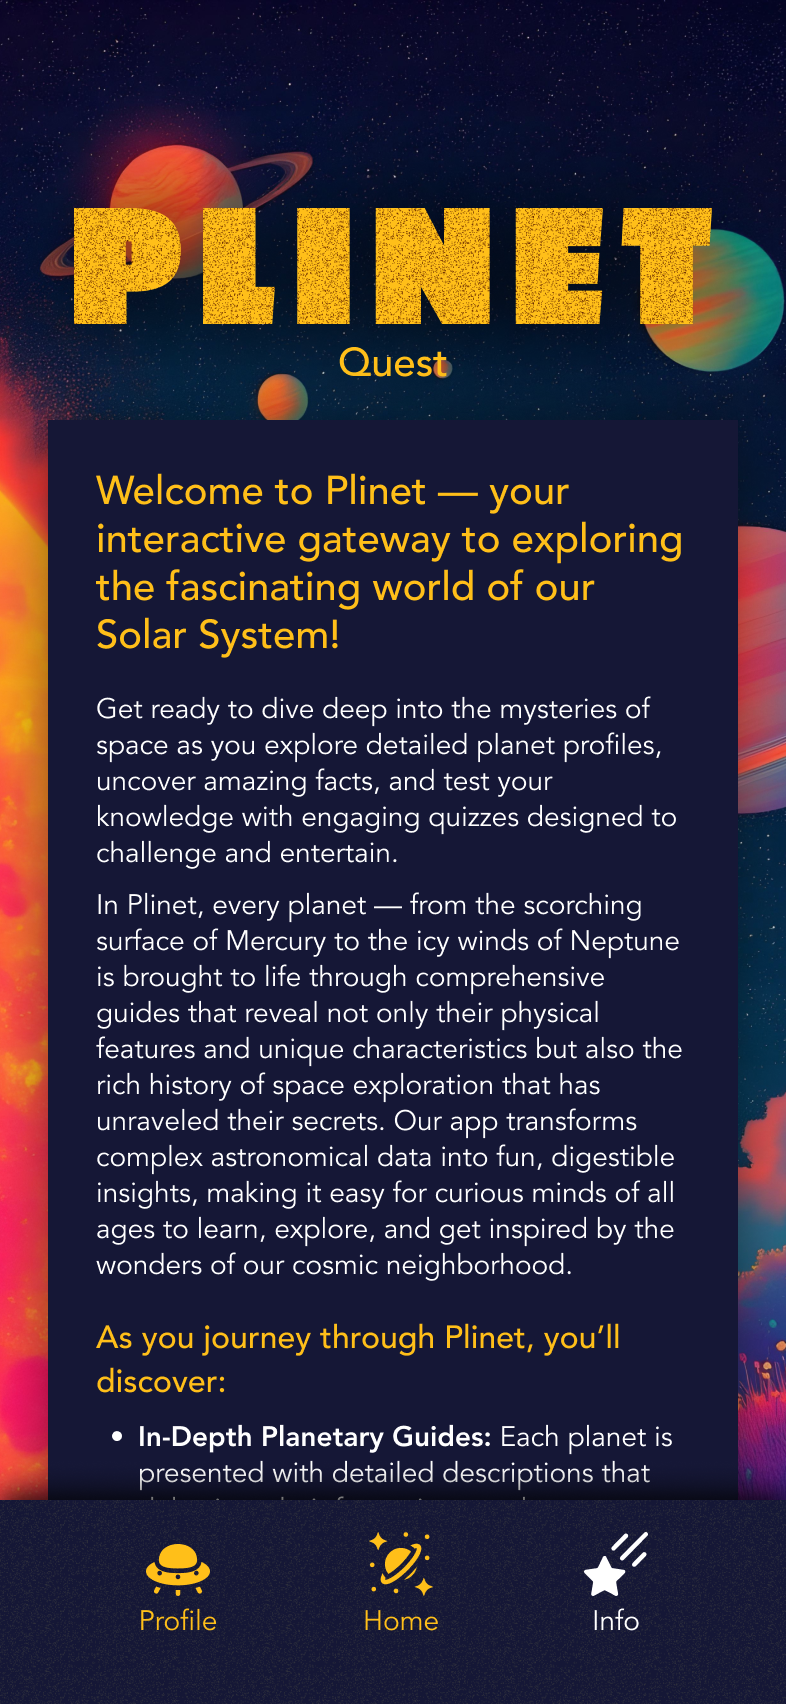 PLINET
Quest
Welcome to Plinet — your
interactive gateway to exploring
the fascinating world of our
Solar System!
Get ready to dive deep into the mysteries of
space as you explore detailed planet profiles,
uncover amazing facts, and test your
knowledge with engaging quizzes designed to
challenge and entertain.
In Plinet, every planet — from the scorching
surface of Mercury to the icy winds of Neptune
is brought to life through comprehensive
guides that reveal not only their physical
features and unique characteristics but also the
rich history of space exploration that has
unraveled their secrets. Our app transforms
complex astronomical data into fun, digestible
insights, making it easy for curious minds of all
ages to learn, explore, and get inspired by the
wonders of our cosmic neighborhood.
As you journey through Plinet, you’ll
discover:
• In-Depth Planetary Guides: Each planet is
presented with detailed descriptions that
Profile Home Info